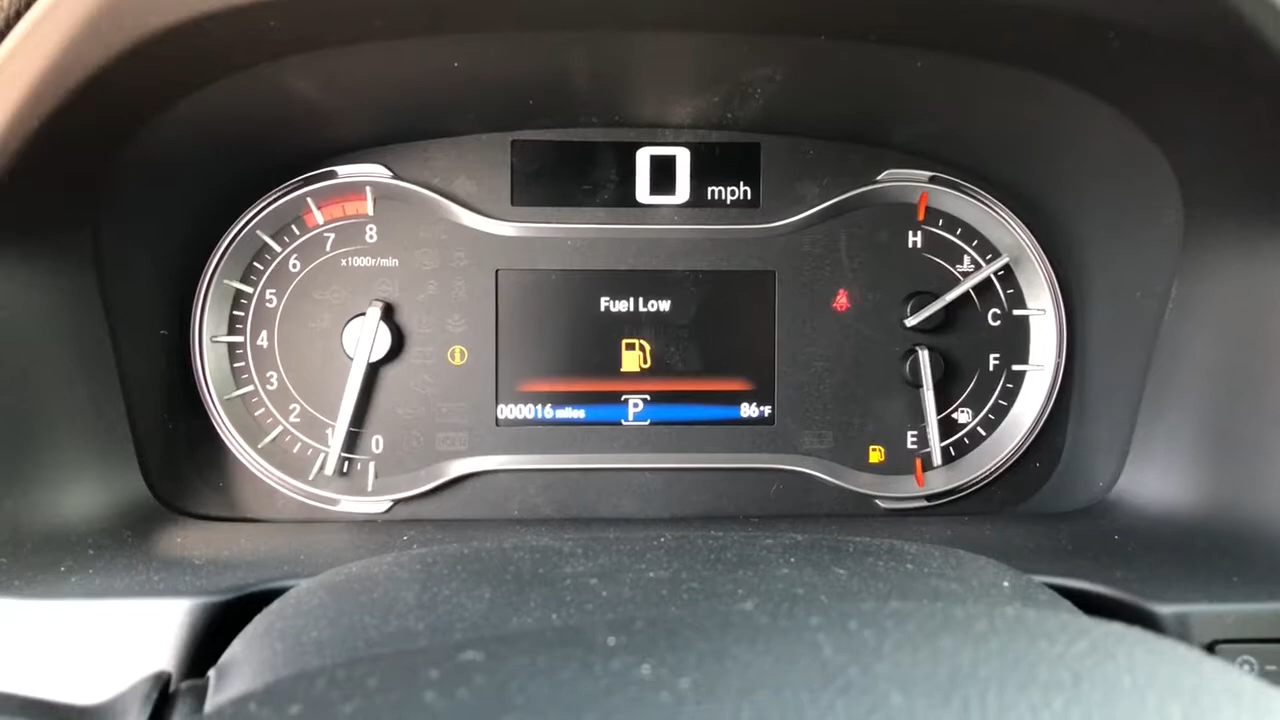 0 mph
8
7
6
x1000r/min
5
4
3
2
1
0
Fuel Low
000016 miles P 86°F
H
C
F
E